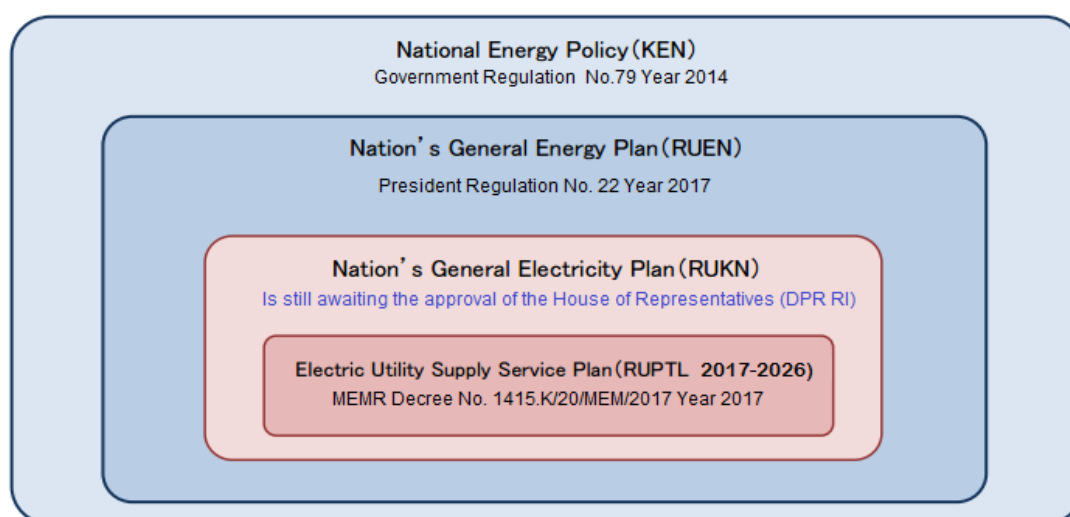 National Energy Policy（KEN）
Government Regulation No.79 Year 2014
Nation’s General Energy Plan（RUEN）
President Regulation No. 22 Year 2017
Nation’s General Electricity Plan（RUKN）
Is still awaiting the approval of the House of Representatives (DPR RI)
Electric Utility Supply Service Plan（RUPTL 2017-2026)
MEMR Decree No. 1415.K/20/MEM/2017 Year 2017